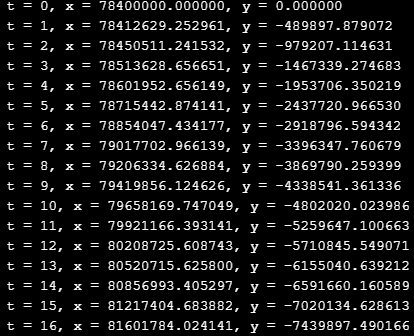 t = 0, x = 78400000.000000, y = 0.000000
t = 1, x = 78412629.252961, y = -489897.879072
t = 2, x = 78450511.241532, y = -979207.114631
t = 3, x = 78513628.656651, y = -1467339.274683
t = 4, x = 78601952.656149, y = -1953706.350219
t = 5, x = 78715442.874141, y = -2437720.966530
t = 6, x = 78854047.434177, y = -2918796.594342
t = 7, x = 79017702.966139, y = -3396347.760679
t = 8, x = 79206334.626884, y = -3869790.259399
t = 9, x = 79419856.124626, y = -4338541.361336
t = 10, x = 79658169.747049, y = -4802020.023986
t = 11, x = 79921166.393141, y = -5259647.100663
t = 12, x = 80208725.608743, y = -5710845.549071
t = 13, x = 80520715.625800, y = -6155040.639212
t = 14, x = 80856993.405297, y = -6591660.160589
t = 15, x = 81217404.683882, y = -7020134.628613
t = 16, x = 81601784.024141, y = -7439897.490166